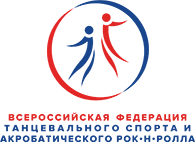 ВСЕРОССИЙСКАЯ ФЕДЕРАЦИЯ
ТАНЦЕВАЛЬНОГО СПОРТА И
АКРОБАТИЧЕСКОГО РОК•Н•РОЛЛА